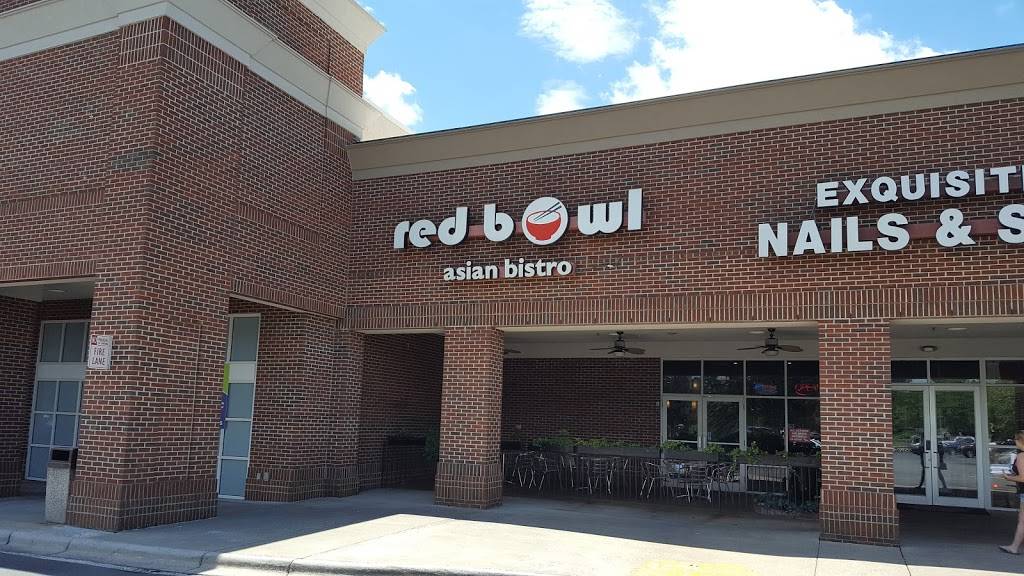 red bowl
asian bistro
EXQUISIT
NAILS & S
FIRE
LANE